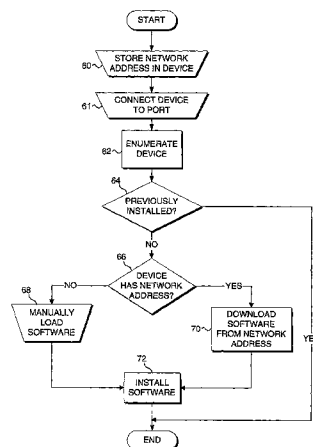 START
STORE NETWORK
ADDRESS IN DEVICE
60
CONNECT DEVICE
TO PORT
61
ENUMERATE
DEVICE
62
64
PREVIOUSLY
INSTALLED?
NO
YE
66
DEVICE
HAS NETWORK
ADDRESS?
NO
YES
68
MANUALLY
LOAD
SOFTWARE
DOWNLOAD
SOFTWARE
FROM NETWORK
ADDRESS
70
72
INSTALL
SOFTWARE
END